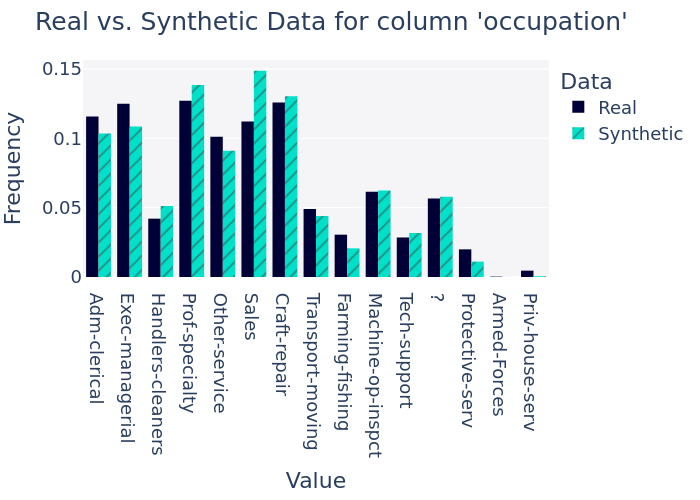 Real vs. Synthetic Data for column 'occupation'
Data
Real
Synthetic
Frequency
0.15
0.1
0.05
0
Adm-clerical
Exec-managerial
Handlers-cleaners
Prof-specialty
Other-service
Sales
Craft-repair
Transport-moving
Farming-fishing
Machine-op-inspct
Tech-support
?
Protective-serv
Armed-Forces
Priv-house-serv
Value